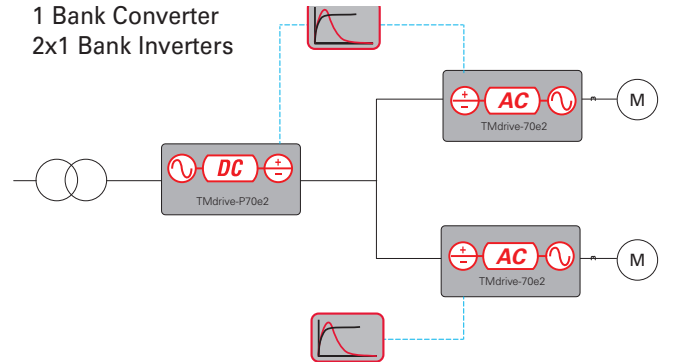 1 Bank Converter
2x1 Bank Inverters
+
−
AC
TMdrive-70e2
M
DC
+
−
TMdrive-P70e2
+
−
AC
TMdrive-70e2
M